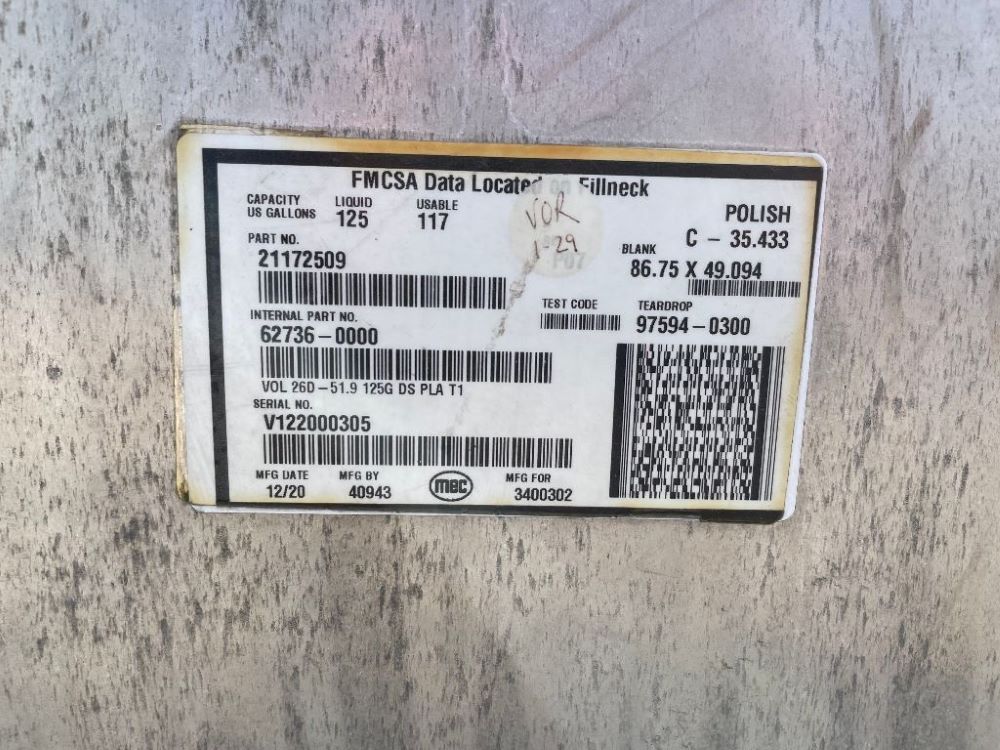 FMCSA Data Located on Fillneck
CAPACITY
US GALLONS
LIQUID
125
USABLE
117
VOR
1-29
POLISH
C - 35.433
PART NO.
21172509
BLANK
86.75 X 49.094
INTERNAL PART NO.
62736-0000
TEST CODE
TEARDROP
97594-0300
VOL 26D-51.9 125G DS PLA T1
SERIAL NO.
V122000305
MFG DATE
12/20
MFG BY
40943
MBC
MFG FOR
3400302